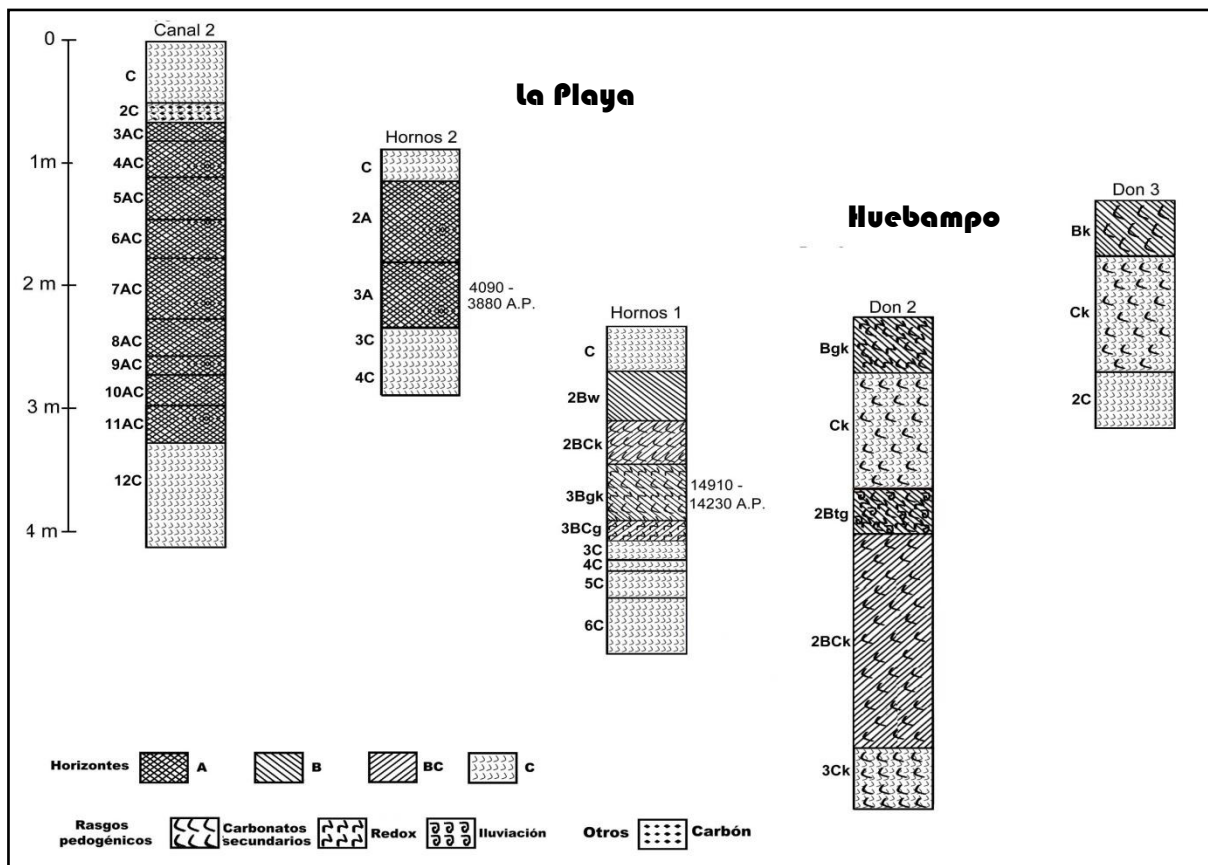 Canal 2
0
1m
2 m
3 m
4 m
C
2C
3AC
4AC
5AC
6AC
7AC
8AC
9AC
10AC
11AC
12C
La Playa
Hornos 2
C
2A
3A
3C
4C
4090 -
3880 A.P.
Hornos 1
C
2Bw
2BCk
3Bgk
3BCg
3C
4C
5C
6C
14910 -
14230 A.P.
Huebampo
Don 2
Bgk
Ck
2Btg
2BCk
3Ck
Don 3
Bk
Ck
2C
Horizontes A B BC C
Rasgos
pedogénicos
Carbonatos
secundarios
Redox
Iluviación
Otros
Carbón